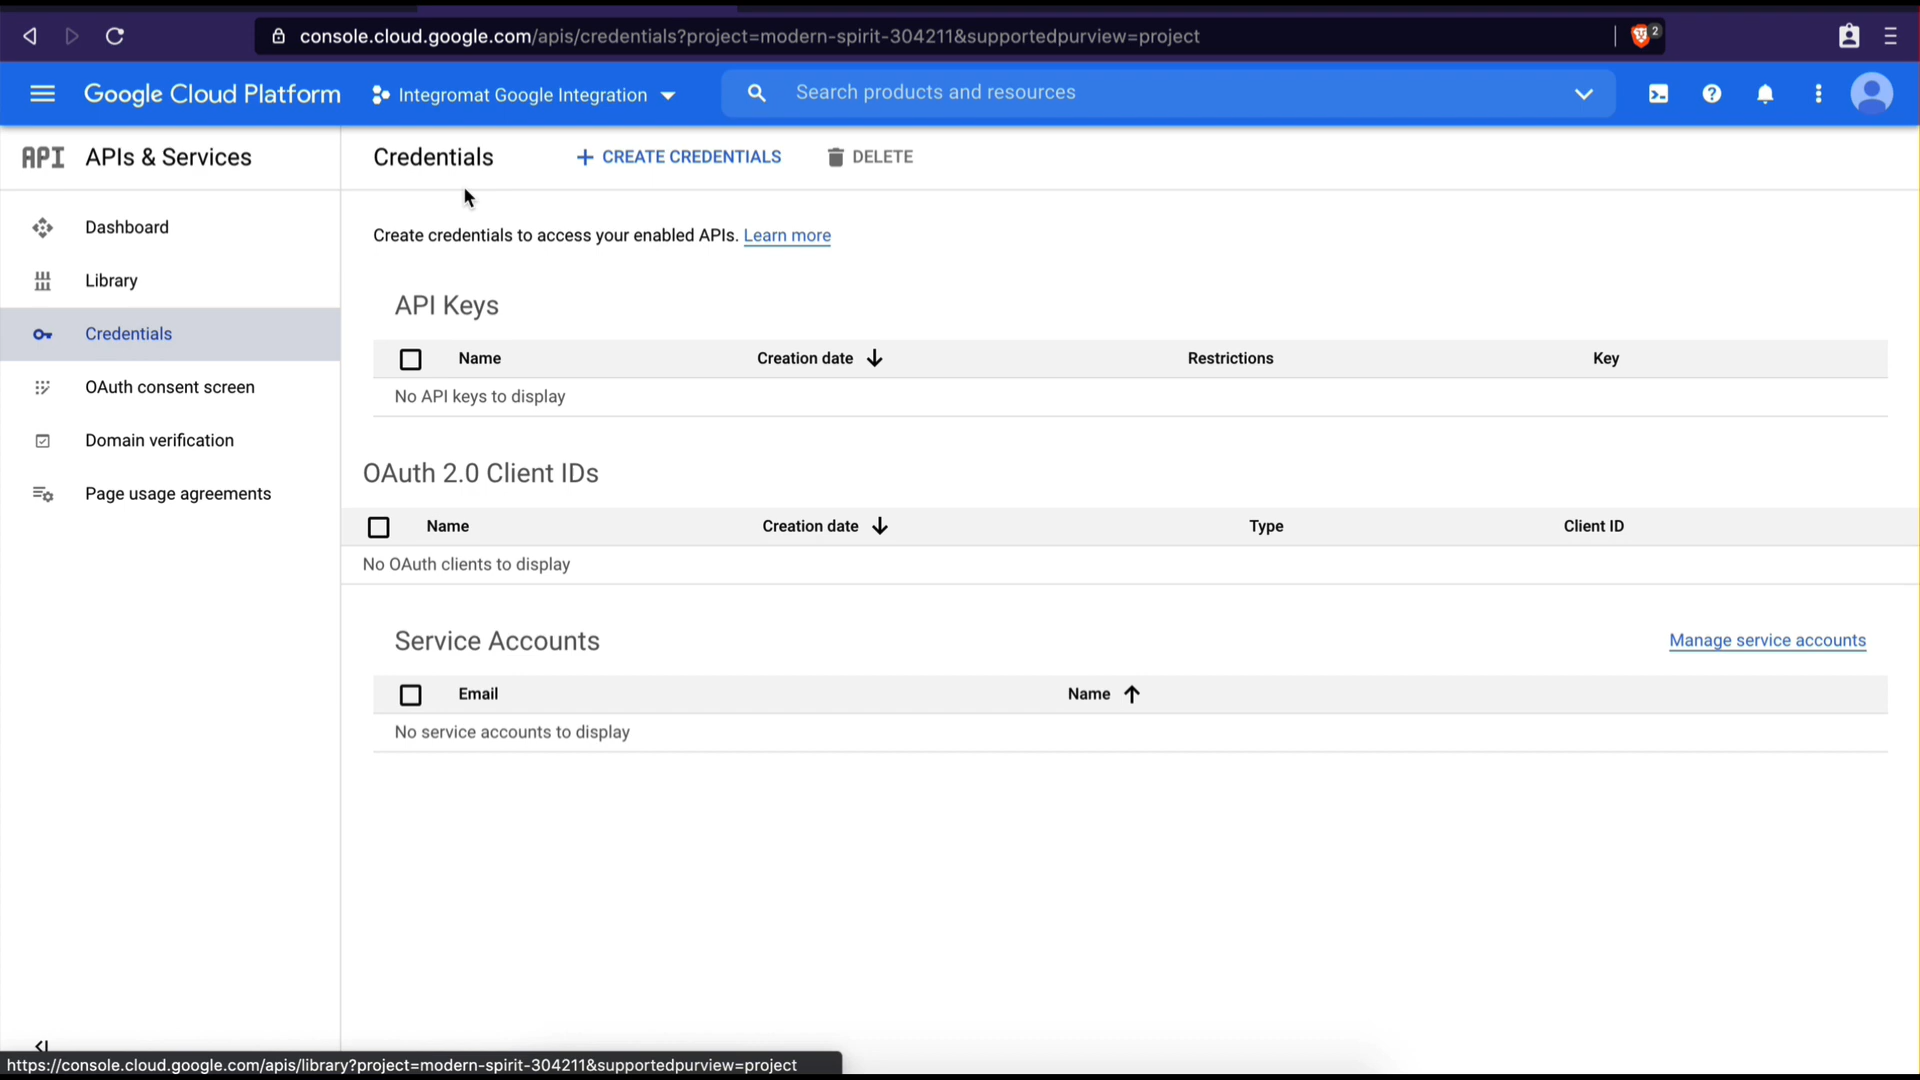 console.cloud.google.com/apis/credentials?project=modern-spirit-304211&supportedpurview=project
2
Google Cloud Platform
Integromat Google Integration
Search products and resources
API
APIs & Services
Credentials
CREATE CREDENTIALS
DELETE
Dashboard
Library
Credentials
OAuth consent screen
Domain verification
Page usage agreements
Create credentials to access your enabled APIs. Learn more
API Keys
Name
Creation date
Restrictions
Key
No API keys to display
OAuth 2.0 Client IDs
Name
Creation date
Type
Client ID
No OAuth clients to display
Service Accounts
Manage service accounts
Email
Name
No service accounts to display
https://console.cloud.google.com/apis/library?project=modern-spirit-304211&supportedpurview=project